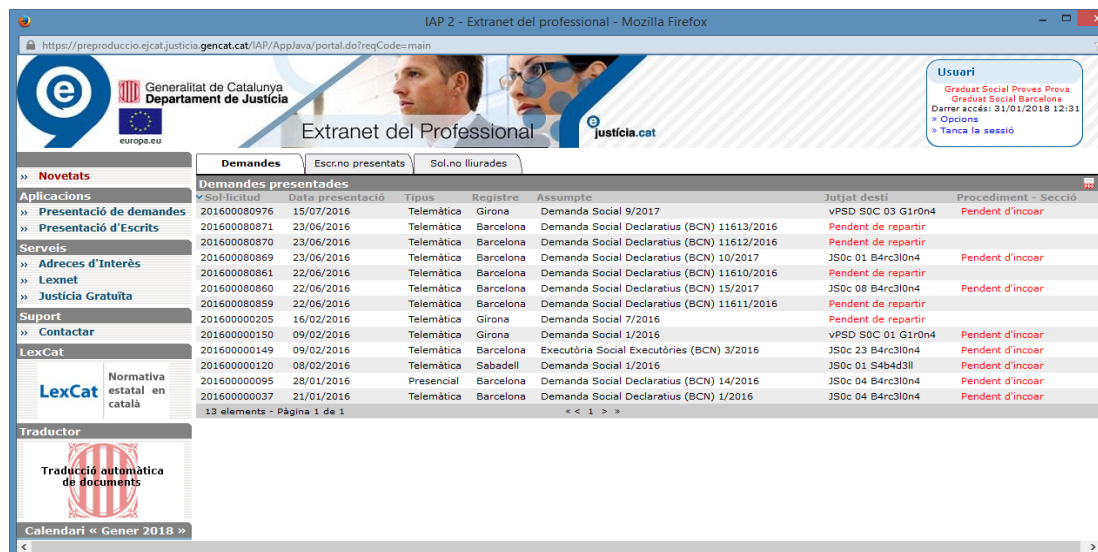 IAP 2 - Extranet del professional - Mozilla Firefox
https://preproduccio.ejcat.justicia.gencat.cat/IAP/AppJava/portal.do?reqCode=main
e
Generalitat de Catalunya
Departament de Justícia
europa.eu
Extranet del Professional
e justícia.cat
Usuari
Graduat Social Proves Prova
Graduat Social Barcelona
Darrer accés: 31/01/2018 12:31
» Opcions
» Tanca la sessió
» Novetats
Aplicacions
» Presentació de demandes
» Presentació d'Escrits
Serveis
» Adreces d'Interès
» Lexnet
» Justícia Gratuïta
Suport
» Contactar
LexCat
LexCat
Normativa
estatal en
català
Traductor
Traducció automàtica
de documents
Calendari « Gener 2018 »
Demandes Escr.no presentats Sol.no lliurades
Demandes presentades
Sol·licitud Data presentació Tipus Registre Assumpte Jutjat destí Procediment - Secció
201600080976 15/07/2016 Telemàtica Girona Demanda Social 9/2017 vPSD S0C 03 G1r0n4 Pendent d'incoar
201600080871 23/06/2016 Telemàtica Barcelona Demanda Social Declaratius (BCN) 11613/2016 Pendent de repartir
201600080870 23/06/2016 Telemàtica Barcelona Demanda Social Declaratius (BCN) 11612/2016 Pendent de repartir
201600080869 23/06/2016 Telemàtica Barcelona Demanda Social Declaratius (BCN) 10/2017 JS0c 01 B4rc3l0n4 Pendent d'incoar
201600080861 22/06/2016 Telemàtica Barcelona Demanda Social Declaratius (BCN) 11610/2016 Pendent de repartir
201600080860 22/06/2016 Telemàtica Barcelona Demanda Social Declaratius (BCN) 15/2017 JS0c 08 B4rc3l0n4 Pendent d'incoar
201600080859 22/06/2016 Telemàtica Barcelona Demanda Social Declaratius (BCN) 11611/2016 Pendent de repartir
201600000205 16/02/2016 Telemàtica Girona Demanda Social 7/2016 Pendent de repartir
201600000150 09/02/2016 Telemàtica Girona Demanda Social 1/2016 vPSD S0C 01 G1r0n4 Pendent d'incoar
201600000149 09/02/2016 Telemàtica Barcelona Executòria Social Executòries (BCN) 3/2016 JS0c 23 B4rc3l0n4 Pendent d'incoar
201600000120 08/02/2016 Telemàtica Sabadell Demanda Social 1/2016 JS0c 01 S4b4d3ll Pendent d'incoar
201600000095 28/01/2016 Presencial Barcelona Demanda Social Declaratius (BCN) 14/2016 JS0c 04 B4rc3l0n4 Pendent d'incoar
201600000037 21/01/2016 Telemàtica Barcelona Demanda Social Declaratius (BCN) 1/2016 JS0c 04 B4rc3l0n4 Pendent d'incoar
13 elements - Pàgina 1 de 1 « < 1 > »